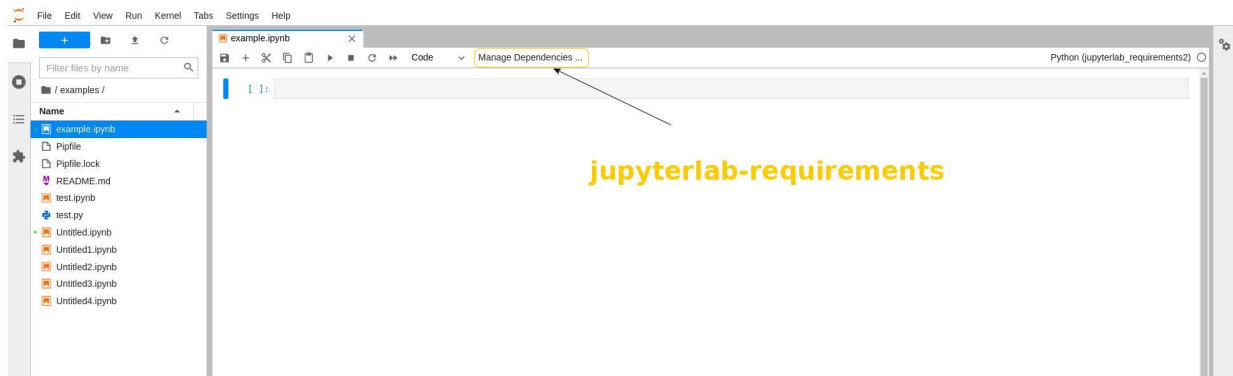 File Edit View Run Kernel Tabs Settings Help
example.ipynb
Code
Manage Dependencies ...
Python (jupyterlab_requirements2)
Filter files by name
/ examples /
Name
example.ipynb
Pipfile
Pipfile.lock
README.md
test.ipynb
test.py
Untitled.ipynb
Untitled1.ipynb
Untitled2.ipynb
Untitled3.ipynb
Untitled4.ipynb
[ ]:
jupyterlab-requirements